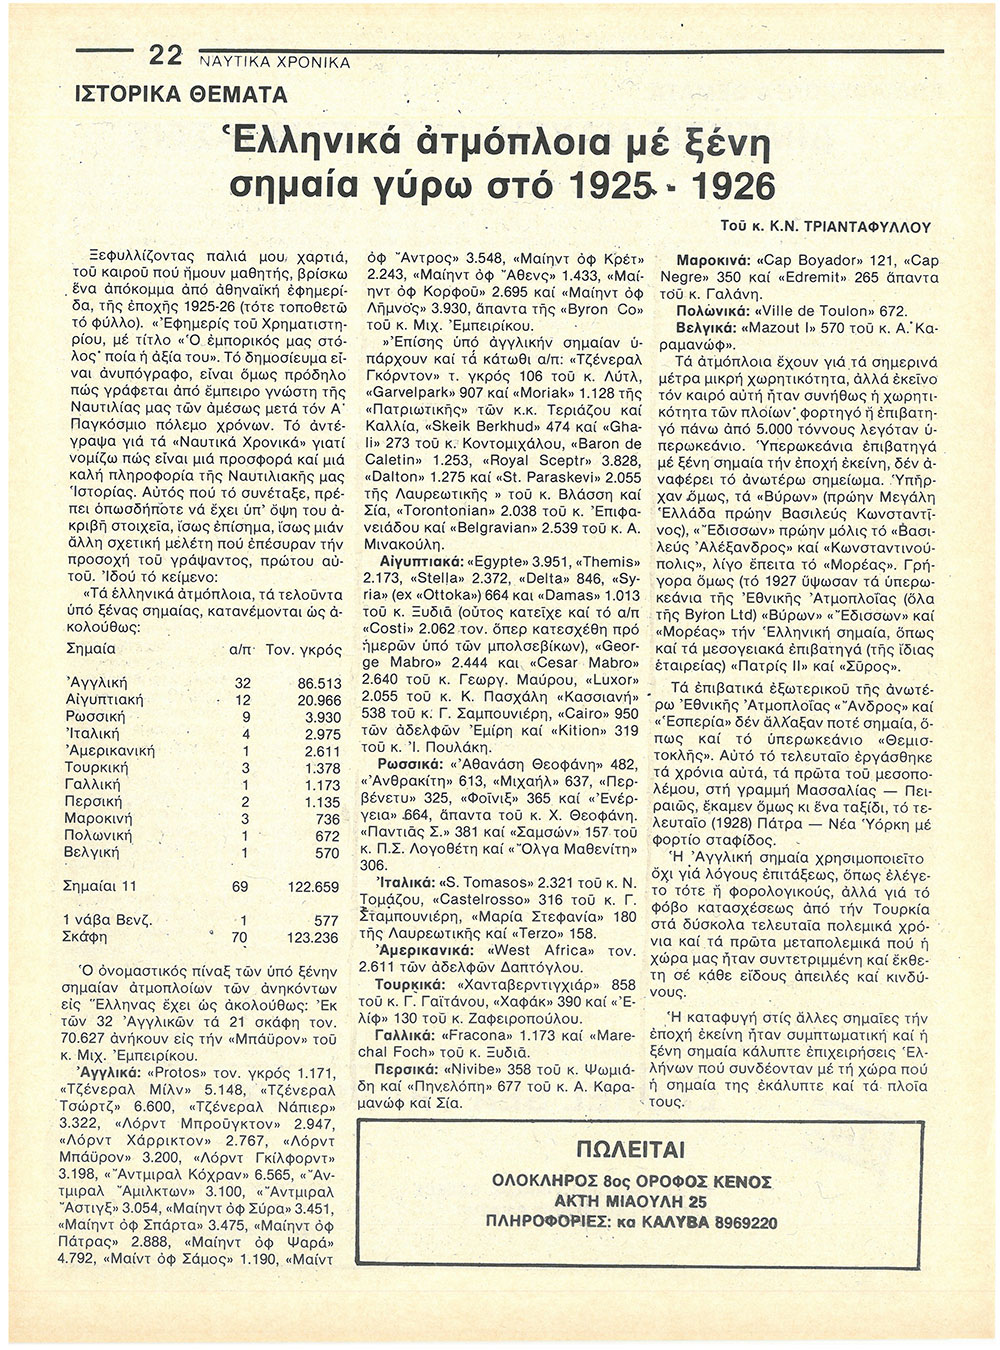 22 ΝΑΥΤΙΚΑ ΧΡΟΝΙΚΑ
ΙΣΤΟΡΙΚΑ ΘΕΜΑΤΑ
Ἑλληνικά ἀτμόπλοια μέ ξένη
σημαία γύρω στό 1925 - 1926
Τοῦ κ. Κ.Ν. ΤΡΙΑΝΤΑΦΥΛΛΟΥ
Ξεφυλλίζοντας παλιά μου χαρτιά,
τοῦ καιροῦ πού ἤμουν μαθητής, βρίσκω
ἕνα ἀπόκομμα ἀπό ἀθηναϊκή ἐφημερί-
δα, τῆς ἐποχῆς 1925-26 (τότε τοποθετῶ
τό φύλλο). «Ἐφημερίς τοῦ Χρηματιστη-
ρίου, μέ τίτλο «Ὁ ἐμπορικός μας στό-
λος ποία ἡ ἀξία του». Τό δημοσίευμα εἶ-
ναι ἀνυπόγραφο, εἶναι ὅμως πρόδηλο
πώς γράφεται ἀπό ἔμπειρο γνώστη τῆς
Ναυτιλίας μας τῶν ἀμέσως μετά τόν Α'
Παγκόσμιο πόλεμο χρόνων. Τό ἀντέ-
γραψα γιά τά «Ναυτικά Χρονικά» γιατί
νομίζω πώς εἶναι μιά προσφορά καί μιά
καλή πληροφορία τῆς Ναυτιλιακῆς μας
Ἱστορίας. Αὐτός πού τό συνέταξε, πρέ-
πει ὁπωσδήποτε νά ἔχει ὑπ' ὄψη του ἀ-
κριβῆ στοιχεῖα, ἴσως ἐπίσημα, ἴσως μιάν
ἄλλη σχετική μελέτη πού ἐπέσυραν τήν
προσοχή τοῦ γράψαντος, πρώτου αὐ-
τοῦ. Ἰδού τό κείμενο:
«Τά ἑλληνικά ἀτμόπλοια, τά τελοῦντα
ὑπό ξένας σημαίας, κατανέμονται ὡς ἀ-
κολούθως:
Σημαία α/π Τον. γκρός
Ἀγγλική 32 86.513
Αἰγυπτιακή 12 20.966
Ρωσσική 9 3.930
Ἰταλική 4 2.975
Ἀμερικανική 1 2.611
Τουρκική 3 1.378
Γαλλική 1 1.173
Περσική 2 1.135
Μαροκινή 3 736
Πολωνική 1 672
Βελγική 1 570
Σημαίαι 11 69 122.659
1 νάβα Βενζ. 1 577
Σκάφη 70 123.236
Ὁ ὀνομαστικός πίναξ τῶν ὑπό ξένην
σημαίαν ἀτμοπλοίων τῶν ἀνηκόντων
εἰς Ἕλληνας ἔχει ὡς ἀκολούθως: Ἐκ
τῶν 32 Ἀγγλικῶν τά 21 σκάφη τον.
70.627 ἀνήκουν εἰς τήν «Μπάϋρον» τοῦ
κ. Μιχ. Ἐμπειρίκου.
Ἀγγλικά: «Protos» τον. γκρός 1.171,
«Τζένεραλ Μίλν» 5.148, «Τζένεραλ
Τσώρτζ» 6.600, «Τζένεραλ Νάπιερ»
3.322, «Λόρντ Μπροῦγκτον» 2.947,
«Λόρντ Χάρρικτον» 2.767, «Λόρντ
Μπάϋρον» 3.200, «Λόρντ Γκίλφορντ»
3.198, «Ἄντμιραλ Κόχραν» 6.565, «Ἄν-
τμιραλ Ἅμιλκτων» 3.100, «Ἄντμιραλ
Ἄστιγξ» 3.054, «Μαίηντ ὀφ Σύρα» 3.451,
«Μαίηντ ὀφ Σπάρτα» 3.475, «Μαίηντ ὀφ
Πάτρας» 2.888, «Μαίηντ ὀφ Ψαρά»
4.792, «Μαίντ ὀφ Σάμος» 1.190, «Μαίντ
ὀφ Ἄντρος» 3.548, «Μαίηντ ὀφ Κρέτ»
2.243, «Μαίηντ ὀφ Ἄθενς» 1.433, «Μαί-
ηντ ὀφ Κορφοῦ» 2.695 καί «Μαίηντ ὀφ
Λῆμνος» 3.930, ἅπαντα τῆς «Byron Co»
τοῦ κ. Μιχ. Ἐμπειρίκου.
»Ἐπίσης ὑπό ἀγγλικήν σημαίαν ὑ-
πάρχουν καί τά κάτωθι α/π: «Τζένεραλ
Γκόρντον» τ. γκρός 106 τοῦ κ. Λύτλ,
«Garvelpark» 907 καί «Moriak» 1.128 τῆς
«Πατριωτικῆς» τῶν κ.κ. Τεριάζου καί
Καλλία, «Skeik Berkhud» 474 καί «Gha-
li» 273 τοῦ κ. Κοντομιχάλου, «Baron de
Caletin» 1.253, «Royal Sceptr» 3.828,
«Dalton» 1.275 καί «St. Paraskevi» 2.055
τῆς Λαυρεωτικῆς » τοῦ κ. Βλάσση καί
Σία, «Torontonian» 2.038 τοῦ κ. Ἐπιφα-
νειάδου καί «Belgravian» 2.539 τοῦ κ. Α.
Μινακούλη.
Αἰγυπτιακά: «Egypte» 3.951, «Themis»
2.173, «Stella» 2.372, «Delta» 846, «Sy-
ria» (ex «Ottoka») 664 και «Damas» 1.013
τοῦ κ. Ξυδιᾶ (οὗτος κατεῖχε καί τό α/π
«Costi» 2.062 τον. ὅπερ κατεσχέθη πρό
ἡμερῶν ὑπό τῶν μπολσεβίκων), «Geor-
ge Mabro» 2.444 και «Cesar Mabro»
2.640 τοῦ κ. Γεωργ. Μαύρου, «Luxor»
2.055 τοῦ κ. Κ. Πασχάλη «Κασσιανή»
538 τοῦ κ. Γ. Σαμπουνιέρη, «Cairo» 950
τῶν ἀδελφῶν Ἐμίρη καί «Kition» 319
τοῦ κ. Ἰ. Πουλάκη.
Ρωσσικά: «Ἀθανάση Θεοφάνη» 482,
«Ἀνθρακίτη» 613, «Μιχαήλ» 637, «Περ-
βένετυ» 325, «Φοῖνιξ» 365 καί «Ἐνέρ-
γεια» 664, ἅπαντα τοῦ κ. Χ. Θεοφάνη.
«Παντιᾶς Σ.» 381 καί «Σαμσών» 157 τοῦ
κ. Π.Σ. Λογοθέτη καί «Ὄλγα Μαθενίτη»
306.
Ἰταλικά: «S. Tomasos» 2.321 τοῦ κ. Ν.
Τομάζου, «Castelrosso» 316 τοῦ κ. Γ.
Σταμπουνιέρη, «Μαρία Στεφανία» 180
τῆς Λαυρεωτικῆς καί «Terzo» 158.
Ἀμερικανικά: «West Africa» τον.
2.611 τῶν ἀδελφῶν Δαπτόγλου.
Τουρκικά: «Χανταβερντιγχιάρ» 858
τοῦ κ. Γ. Γαϊτάνου, «Χαφάκ» 390 καί «Ἐ-
λίφ» 130 τοῦ κ. Ζαφειροπούλου.
Γαλλικά: «Fracona» 1.173 καί «Mare-
chal Foch» τοῦ κ. Ξυδιᾶ.
Περσικά: «Nivibe» 358 τοῦ κ. Ψωμιά-
δη καί «Πηνελόπη» 677 τοῦ κ. Α. Καρα-
μανώφ καί Σία.
Μαροκινά: «Cap Boyador» 121, «Cap
Negre» 350 καί «Edremit» 265 ἅπαντα
τοῦ κ. Γαλάνη.
Πολωνικά: «Ville de Toulon» 672.
Βελγικά: «Mazout I» 570 τοῦ κ. Α. Κα-
ραμανώφ».
Τά ἀτμόπλοια ἔχουν γιά τά σημερινά
μέτρα μικρή χωρητικότητα, ἀλλά ἐκεῖνο
τόν καιρό αὐτή ἦταν συνήθως ἡ χωρητι-
κότητα τῶν πλοίων φορτηγό ἤ ἐπιβατη-
γό πάνω ἀπό 5.000 τόννους λεγόταν ὑ-
περωκεάνιο. Ὑπερωκεάνια ἐπιβατηγά
μέ ξένη σημαία τήν ἐποχή ἐκείνη, δέν ἀ-
ναφέρει τό ἀνωτέρω σημείωμα. Ὑπῆρ-
χαν ὅμως, τά «Βύρων» (πρώην Μεγάλη
Ἑλλάδα πρώην Βασιλεύς Κωνσταντῖ-
νος), «Ἔδισσων» πρώην μόλις τό «Βασι-
λεύς Ἀλέξανδρος» καί «Κωνσταντινού-
πολις», λίγο ἔπειτα τό «Μορέας». Γρή-
γορα ὅμως (τό 1927 ὕψωσαν τά ὑπερω-
κεάνια τῆς Ἐθνικῆς Ἀτμοπλοΐας (ὅλα
τῆς Byron Ltd) «Βύρων» «Ἔδισσων» καί
«Μορέας» τήν Ἑλληνική σημαία, ὅπως
καί τά μεσογειακά ἐπιβατηγά (τῆς ἴδιας
ἑταιρείας) «Πατρίς ΙΙ» καί «Σῦρος».
Τά ἐπιβατικά ἐξωτερικοῦ τῆς ἀνωτέ-
ρω Ἐθνικῆς Ἀτμοπλοΐας «Ἄνδρος» καί
«Ἑσπερία» δέν ἄλλαξαν ποτέ σημαία, ὅ-
πως καί τό ὑπερωκεάνιο «Θεμισ-
τοκλῆς». Αὐτό τό τελευταῖο ἐργάσθηκε
τά χρόνια αὐτά, τά πρῶτα τοῦ μεσοπο-
λέμου, στή γραμμή Μασσαλίας — Πει-
ραιῶς, ἔκαμεν ὅμως κι ἕνα ταξίδι, τό τε-
λευταῖο (1928) Πάτρα — Νέα Ὑόρκη μέ
φορτίο σταφίδος.
Ἡ Ἀγγλική σημαία χρησιμοποιεῖτο
ὄχι γιά λόγους ἐπιτάξεως, ὅπως ἐλέγε-
το τότε ἤ φορολογικούς, ἀλλά γιά τό
φόβο κατασχέσεως ἀπό τήν Τουρκία
στά δύσκολα τελευταῖα πολεμικά χρό-
νια καί τά πρῶτα μεταπολεμικά πού ἡ
χώρα μας ἦταν συντετριμμένη καί ἔκθε-
τη σέ κάθε εἴδους ἀπειλές καί κινδύ-
νους.
Ἡ καταφυγή στίς ἄλλες σημαῖες τήν
ἐποχή ἐκείνη ἦταν συμπτωματική καί ἡ
ξένη σημαία κάλυπτε ἐπιχειρήσεις Ἑλ-
λήνων πού συνδέονταν μέ τή χώρα πού
ἡ σημαία της ἐκάλυπτε καί τά πλοῖα
τους.
ΠΩΛΕΙΤΑΙ
ΟΛΟΚΛΗΡΟΣ 8ος ΟΡΟΦΟΣ ΚΕΝΟΣ
ΑΚΤΗ ΜΙΑΟΥΛΗ 25
ΠΛΗΡΟΦΟΡΙΕΣ: κα ΚΑΛΥΒΑ 8969220